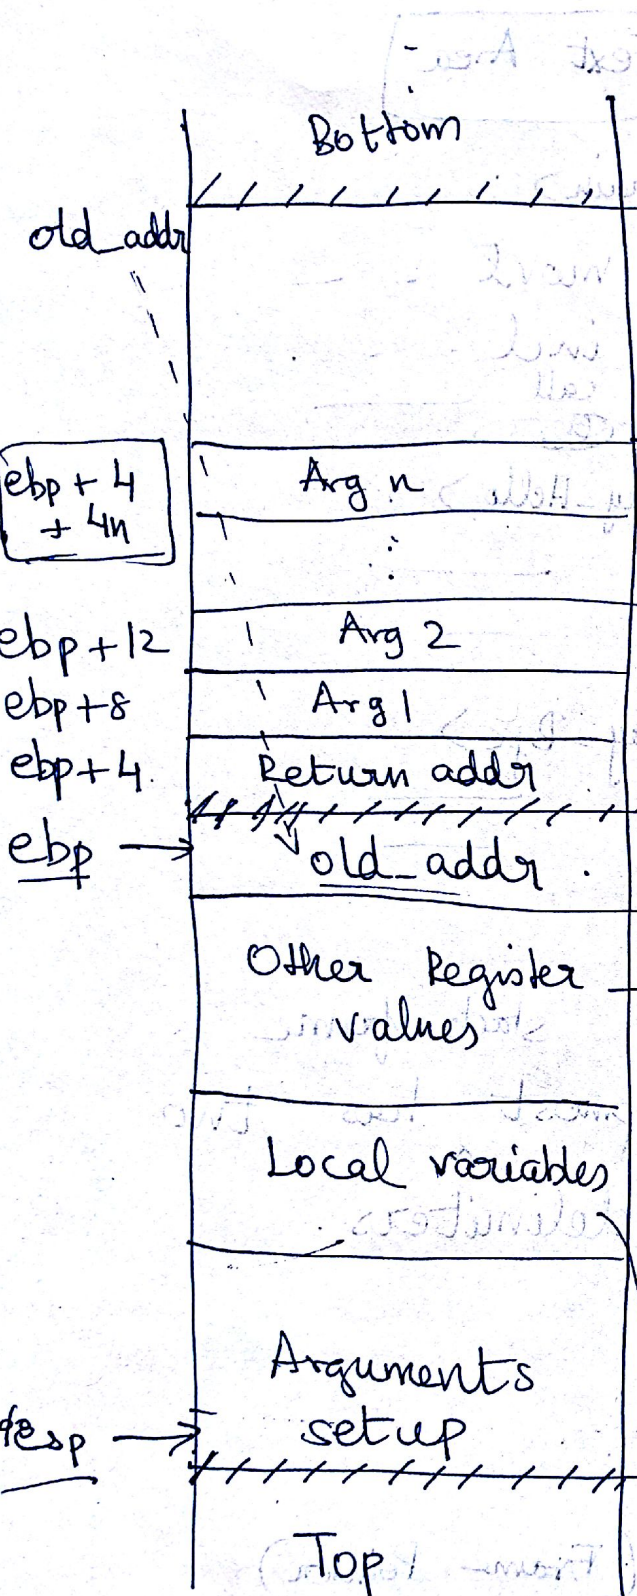 Bottom
old_addr
ebp + 4
+ 4n
Arg n
⋮
ebp+12
Arg 2
ebp+8
Arg 1
ebp+4.
Return addr
ebp
old_addr .
Other Register
values
Local variables
Arguments
setup
esp
Top